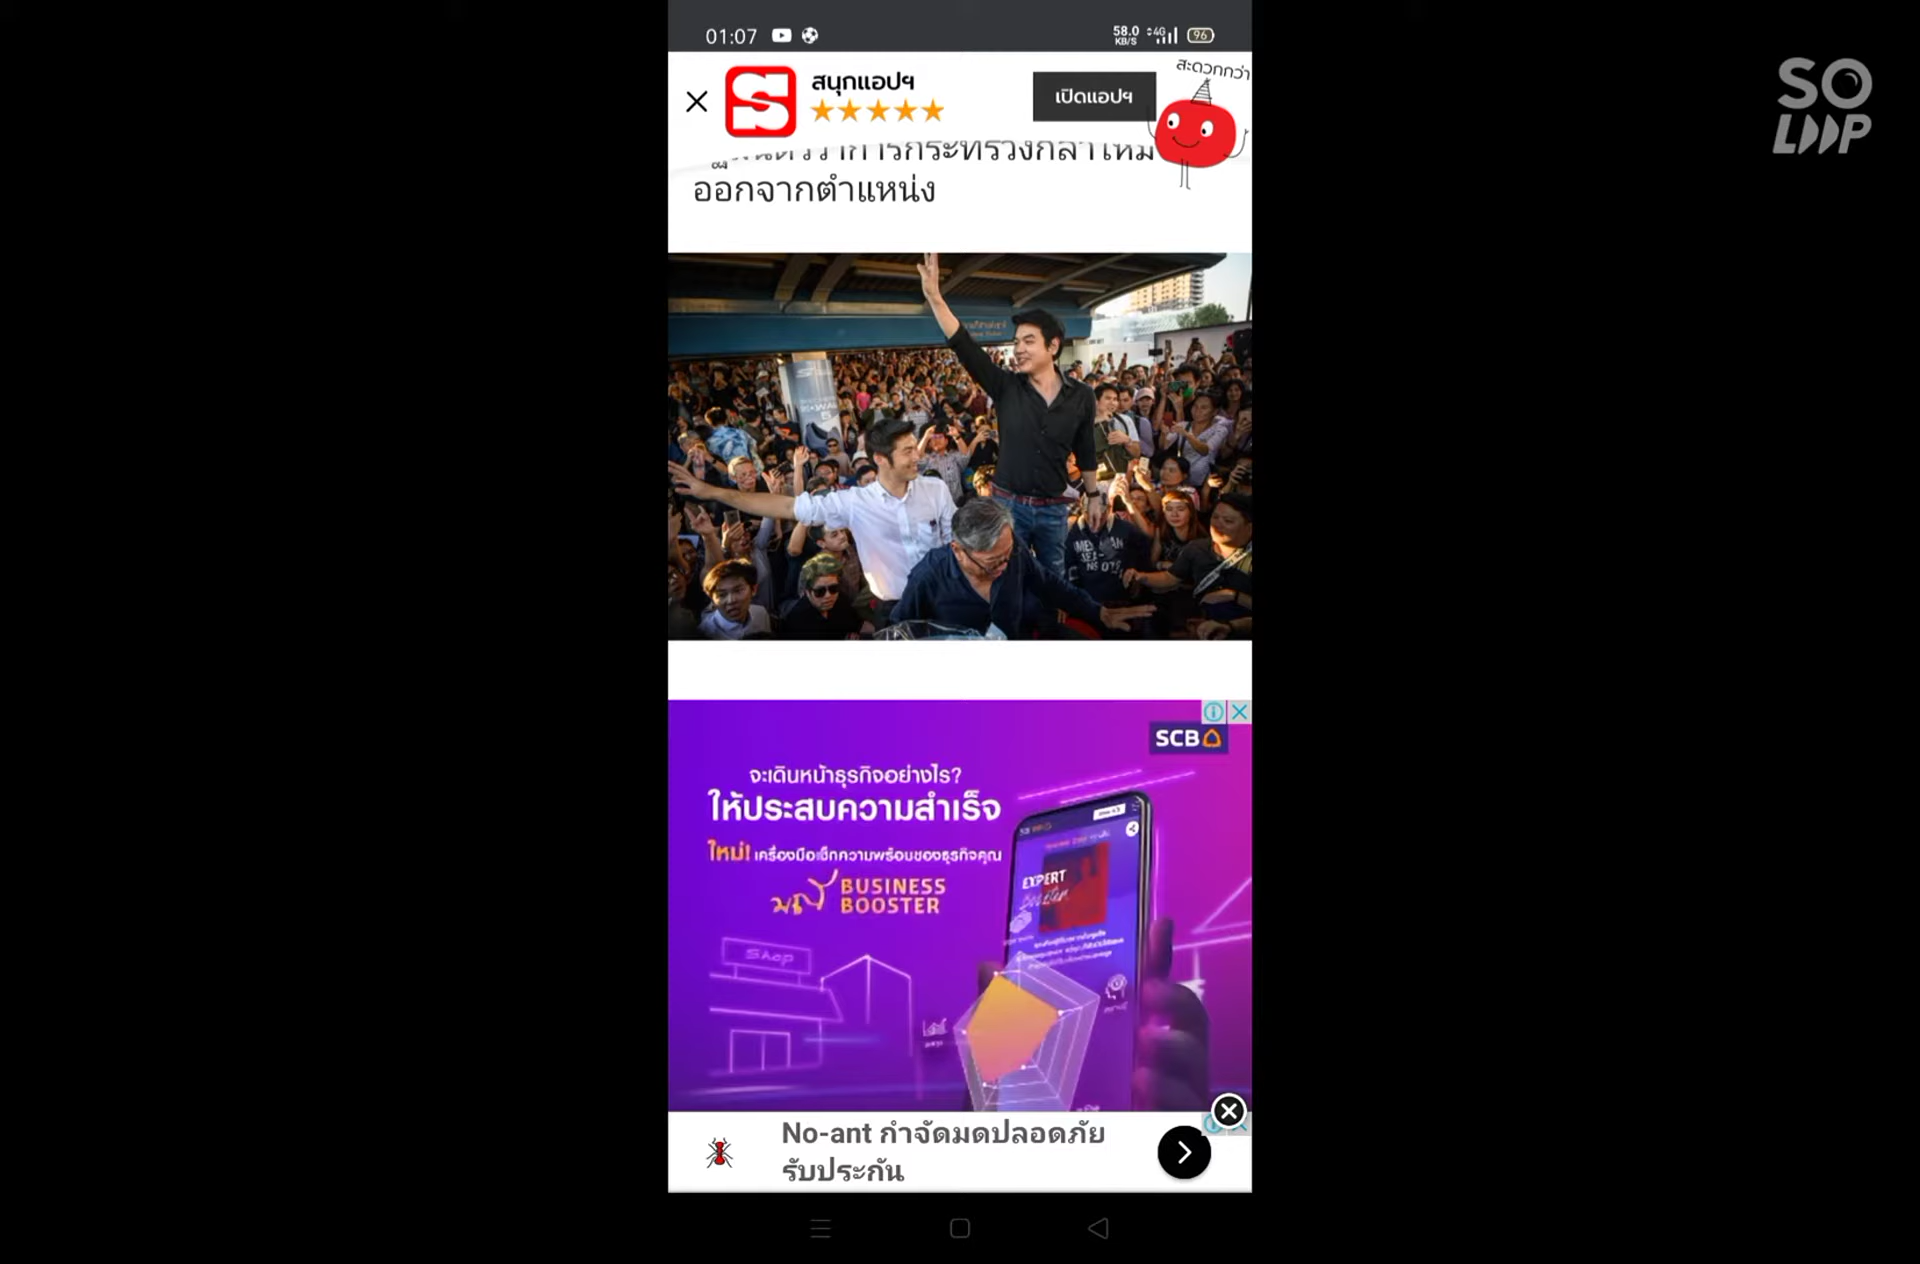 01:07
58.0
KB/S
4G
96
SO
LOOP
สะดวกกว่า
สนุกแอปฯ
เปิดแอปฯ
ออกจากตำแหน่ง
SCB
จะเดินหน้าธุรกิจอย่างไร?
ให้ประสบความสำเร็จ
ใหม่! เครื่องมือเช็กความพร้อมของธุรกิจคุณ
มณี BUSINESS
BOOSTER
EXPERT
Booster
Shop
No-ant กำจัดมดปลอดภัย
รับประกัน